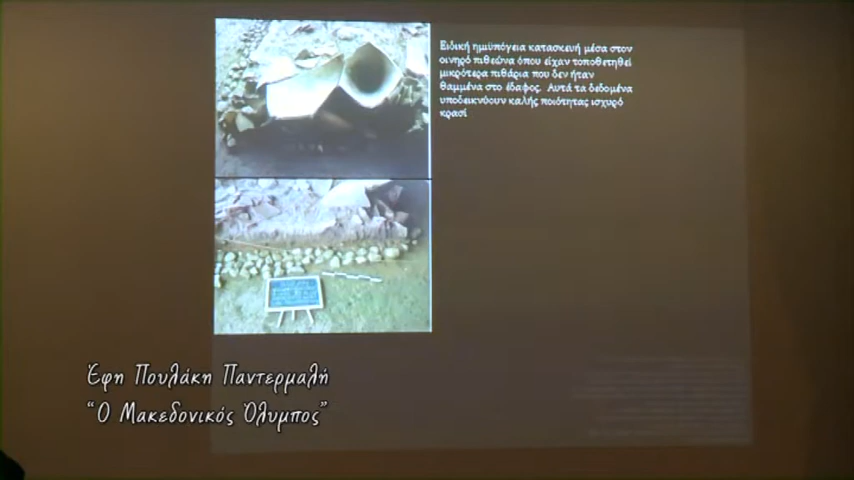 Ειδική ημιϋπόγεια κατασκευή μέσα στον
οινηρό πιθεώνα όπου είχαν τοποθετηθεί
μικρότερα πιθάρια που δεν ήταν
θαμμένα στο έδαφος. Αυτά τα δεδομένα
υποδεικνύουν καλής ποιότητας ισχυρό
κρασί
Έφη Πουλάκη Παντερμαλή
“Ο Μακεδονικός Όλυμπος”